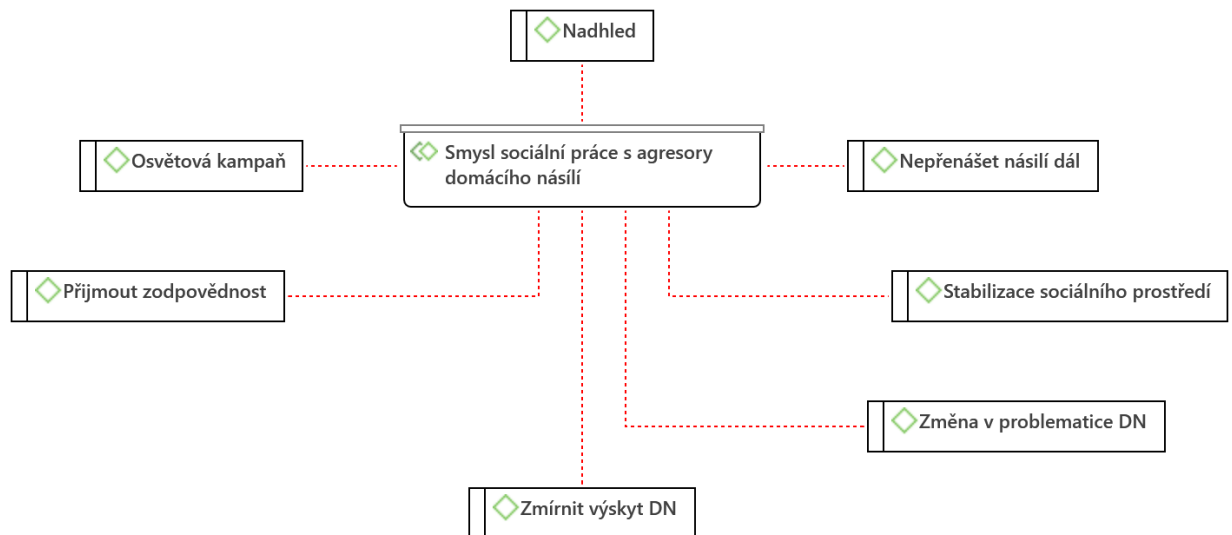 Nadhled
Osvětová kampaň
Smysl sociální práce s agresory
domácího násílí
Nepřenášet násilí dál
Přijmout zodpovědnost
Stabilizace sociálního prostředí
Změna v problematice DN
Zmírnit výskyt DN